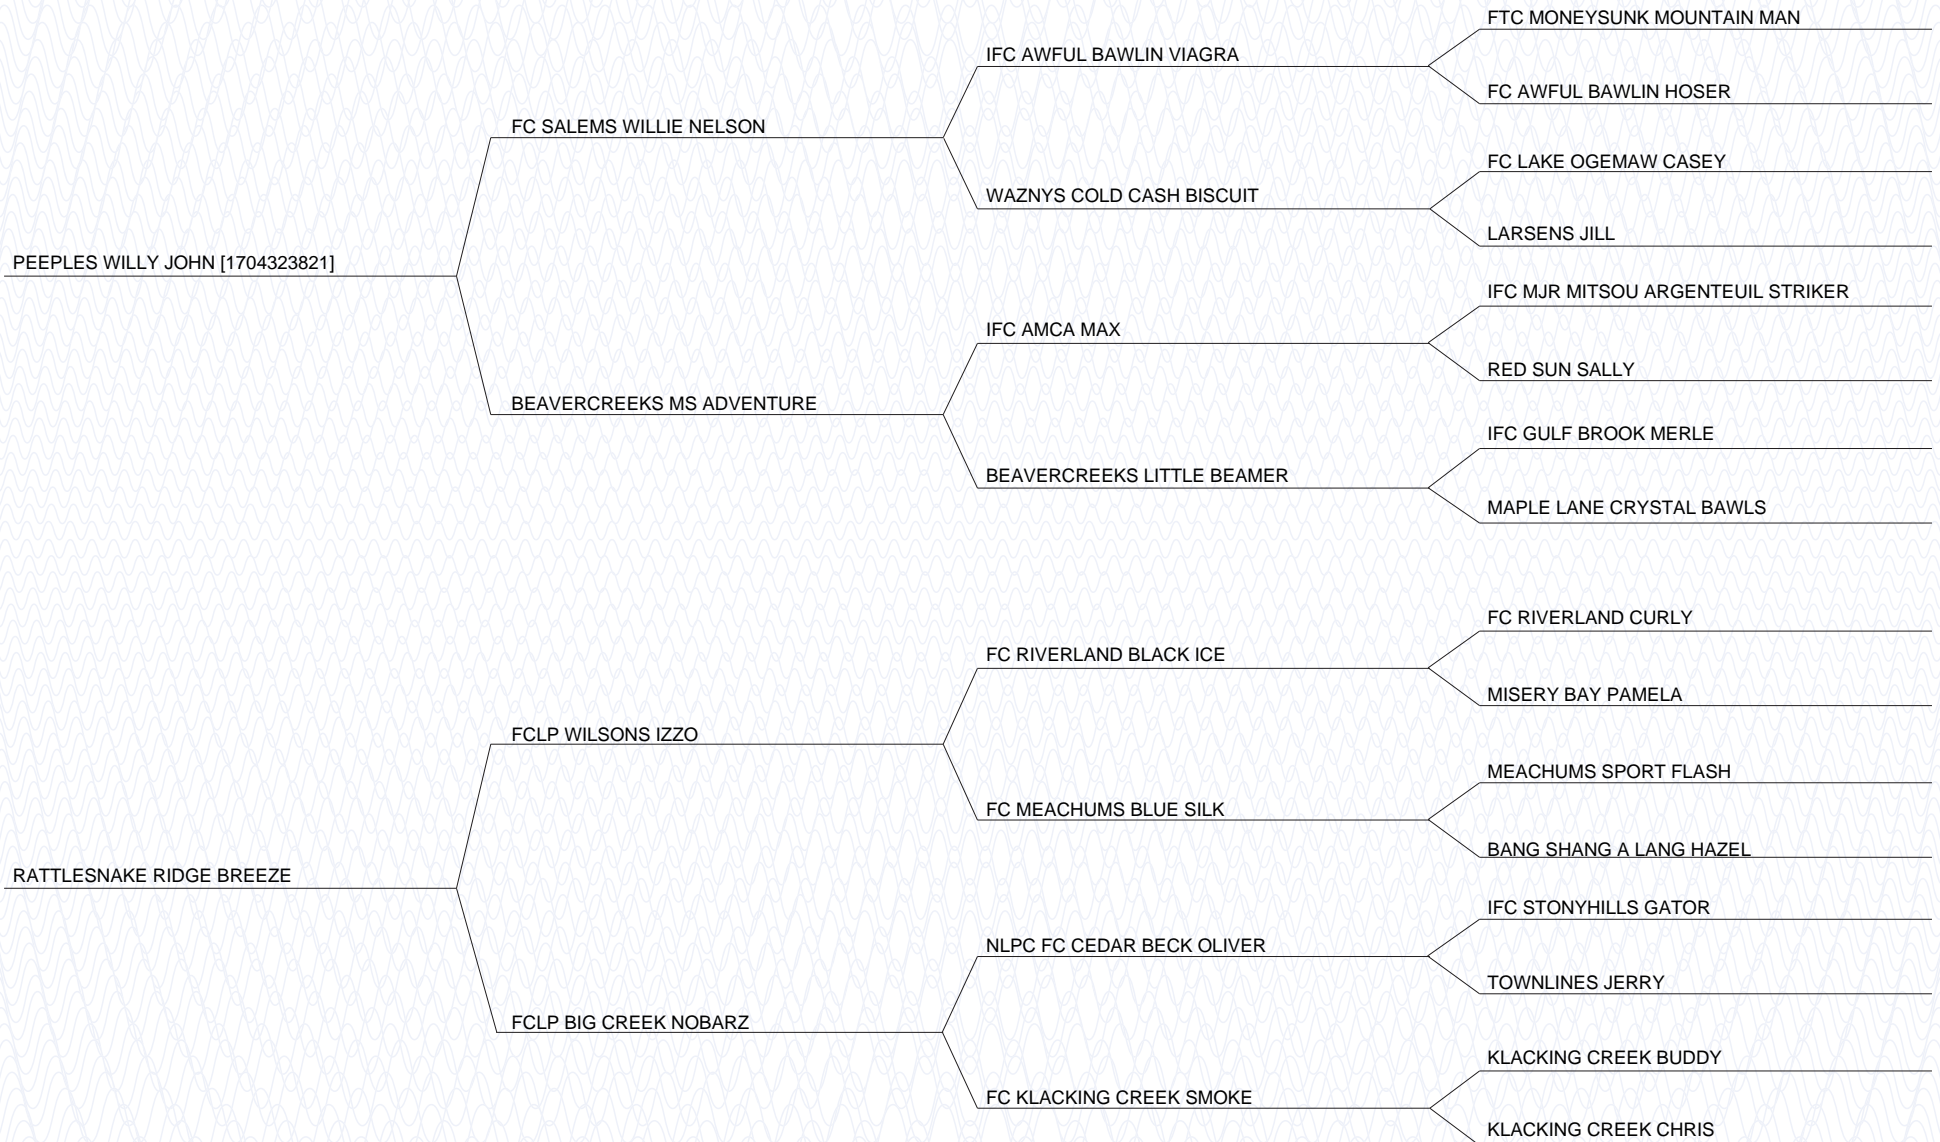 FTC MONEYSUNK MOUNTAIN MAN
IFC AWFUL BAWLIN VIAGRA
FC AWFUL BAWLIN HOSER
FC SALEMS WILLIE NELSON
FC LAKE OGEMAW CASEY
WAZNYS COLD CASH BISCUIT
LARSENS JILL
PEEPLES WILLY JOHN [1704323821]
IFC MJR MITSOU ARGENTEUIL STRIKER
IFC AMCA MAX
RED SUN SALLY
BEAVERCREEKS MS ADVENTURE
IFC GULF BROOK MERLE
BEAVERCREEKS LITTLE BEAMER
MAPLE LANE CRYSTAL BAWLS
FC RIVERLAND CURLY
FC RIVERLAND BLACK ICE
MISERY BAY PAMELA
FCLP WILSONS IZZO
MEACHUMS SPORT FLASH
FC MEACHUMS BLUE SILK
BANG SHANG A LANG HAZEL
RATTLESNAKE RIDGE BREEZE
IFC STONYHILLS GATOR
NLPC FC CEDAR BECK OLIVER
TOWNLINES JERRY
FCLP BIG CREEK NOBARZ
KLACKING CREEK BUDDY
FC KLACKING CREEK SMOKE
KLACKING CREEK CHRIS